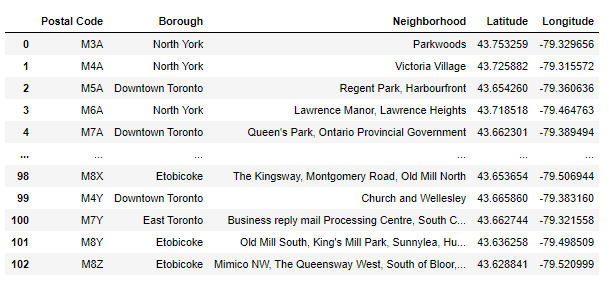 Postal Code Borough Neighborhood Latitude Longitude
0 M3A North York Parkwoods 43.753259 -79.329656
1 M4A North York Victoria Village 43.725882 -79.315572
2 M5A Downtown Toronto Regent Park, Harbourfront 43.654260 -79.360636
3 M6A North York Lawrence Manor, Lawrence Heights 43.718518 -79.464763
4 M7A Downtown Toronto Queen's Park, Ontario Provincial Government 43.662301 -79.389494
... ... ... ... ... ...
98 M8X Etobicoke The Kingsway, Montgomery Road, Old Mill North 43.653654 -79.506944
99 M4Y Downtown Toronto Church and Wellesley 43.665860 -79.383160
100 M7Y East Toronto Business reply mail Processing Centre, South C... 43.662744 -79.321558
101 M8Y Etobicoke Old Mill South, King's Mill Park, Sunnylea, Hu... 43.636258 -79.498509
102 M8Z Etobicoke Mimico NW, The Queensway West, South of Bloor,... 43.628841 -79.520999